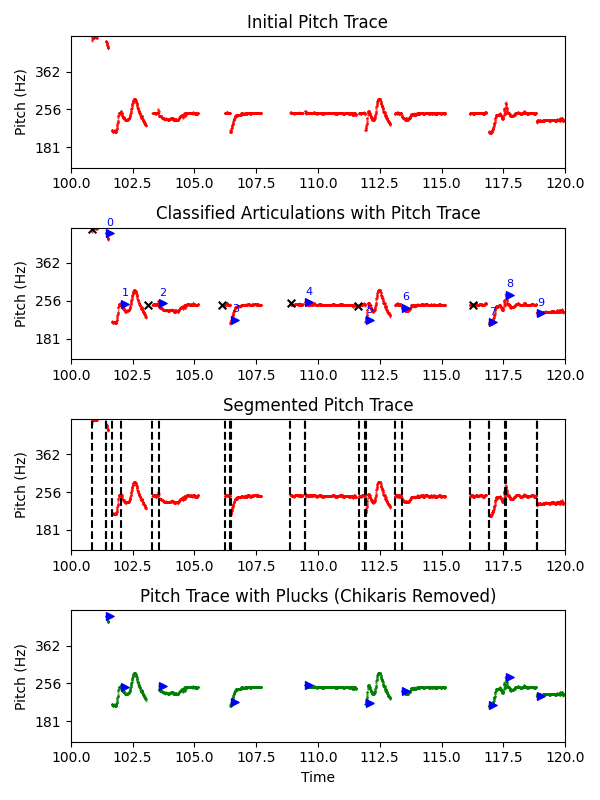 Initial Pitch Trace
Pitch (Hz)
362
256
181
100.0 102.5 105.0 107.5 110.0 112.5 115.0 117.5 120.0
Classified Articulations with Pitch Trace
Pitch (Hz)
362
256
181
0
1
2
3
4
5
6
7
8
9
100.0 102.5 105.0 107.5 110.0 112.5 115.0 117.5 120.0
Segmented Pitch Trace
Pitch (Hz)
362
256
181
100.0 102.5 105.0 107.5 110.0 112.5 115.0 117.5 120.0
Pitch Trace with Plucks (Chikaris Removed)
Pitch (Hz)
362
256
181
100.0 102.5 105.0 107.5 110.0 112.5 115.0 117.5 120.0
Time